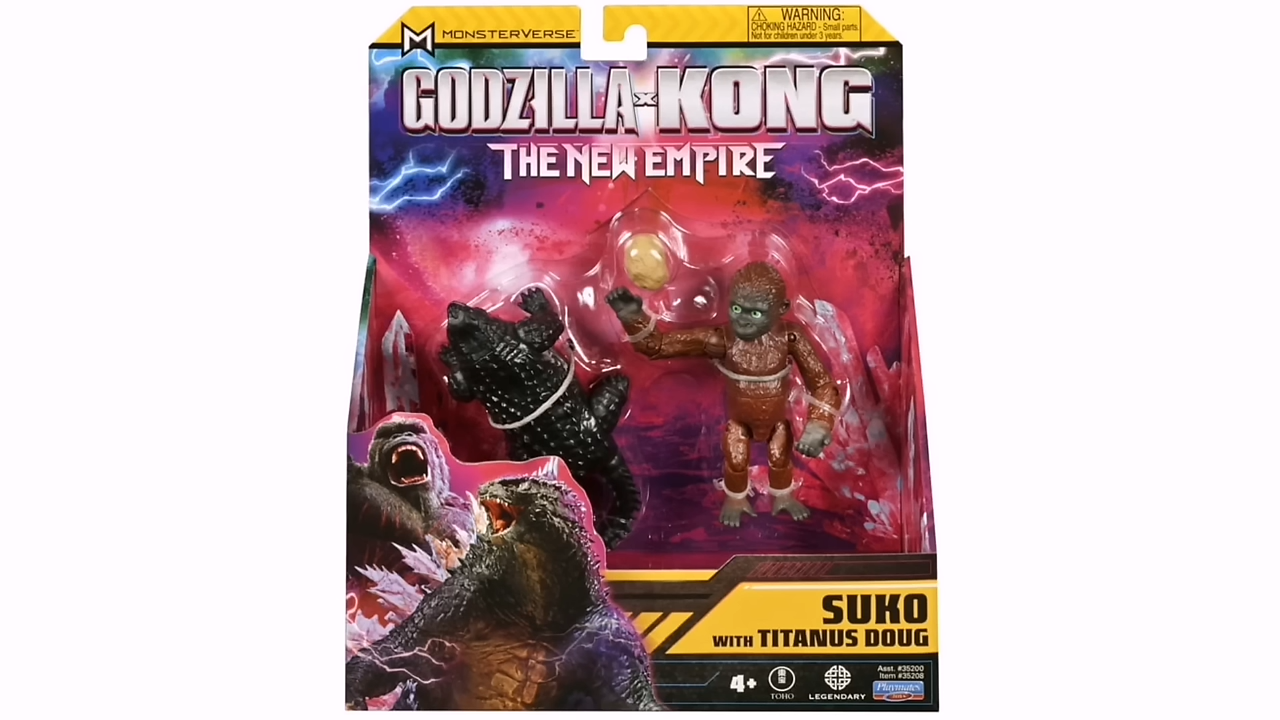 MONSTERVERSE
WARNING:
CHOKING HAZARD - Small parts.
Not for children under 3 years.
GODZILLA x KONG
THE NEW EMPIRE
SUKO
WITH TITANUS DOUG
4+
TOHO
LEGENDARY
Asst. #35200
Item #35208
Playmates